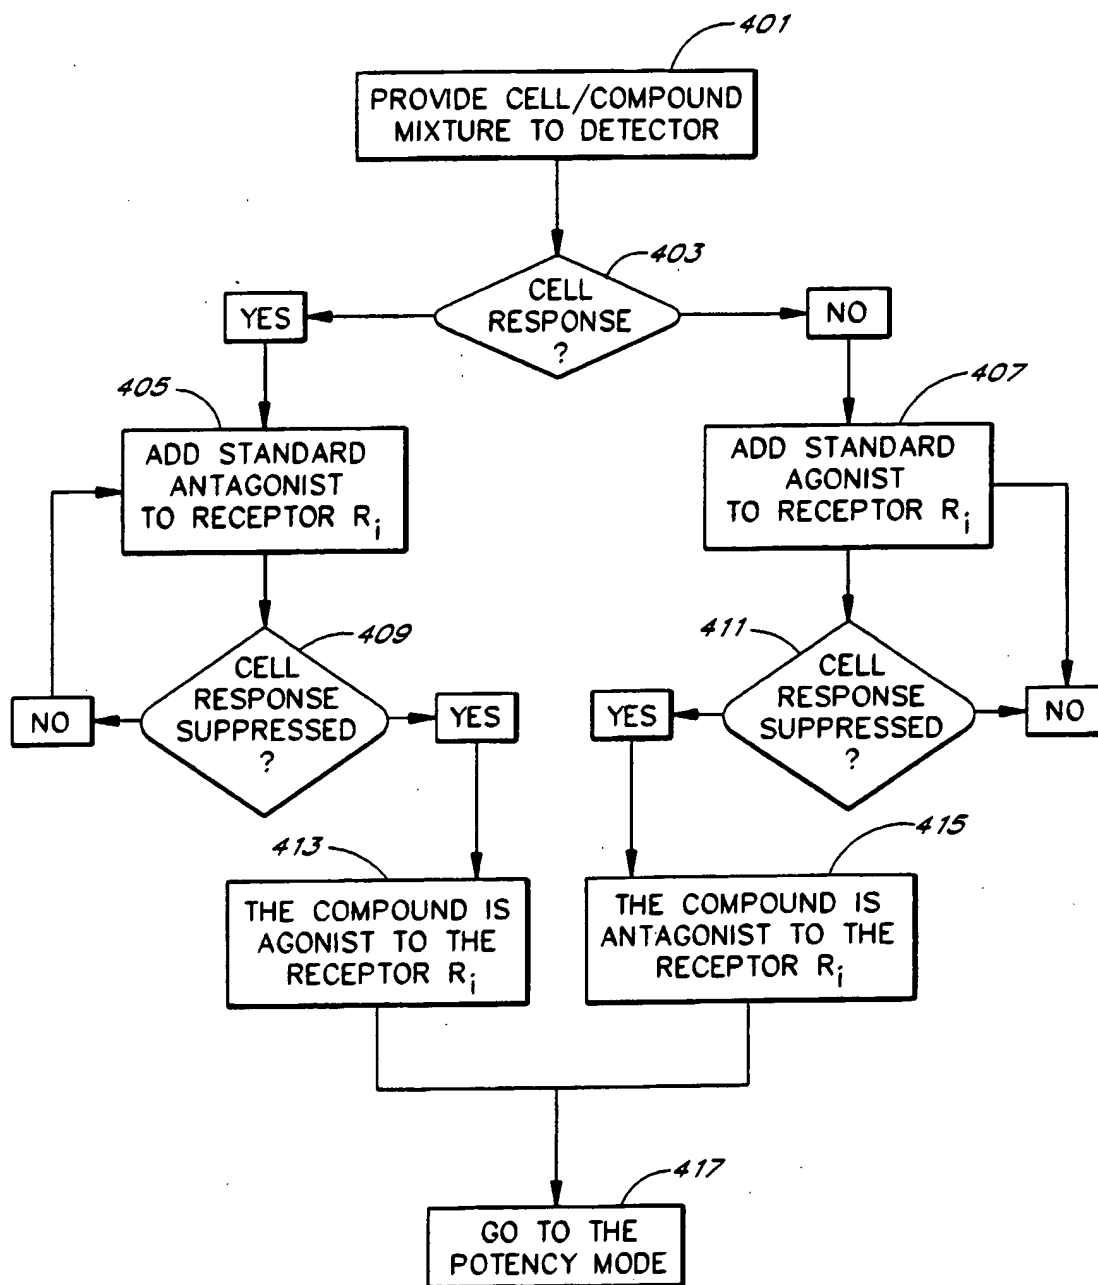 401
PROVIDE CELL/COMPOUND
MIXTURE TO DETECTOR
403
CELL
RESPONSE
?
YES
NO
405
ADD STANDARD
ANTAGONIST
TO RECEPTOR Ri
407
ADD STANDARD
AGONIST
TO RECEPTOR Ri
409
CELL
RESPONSE
SUPPRESSED
?
NO
YES
411
CELL
RESPONSE
SUPPRESSED
?
YES
NO
413
THE COMPOUND IS
AGONIST TO THE
RECEPTOR Ri
415
THE COMPOUND IS
ANTAGONIST TO THE
RECEPTOR Ri
417
GO TO THE
POTENCY MODE